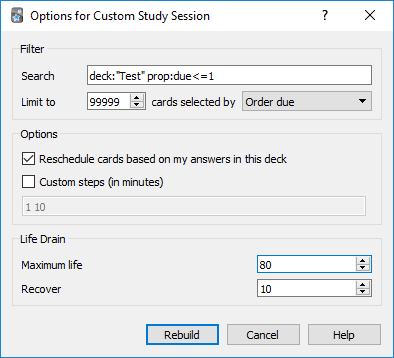 Options for Custom Study Session
Filter
Search deck:"Test" prop:due<=1
Limit to 99999 cards selected by Order due
Options
Reschedule cards based on my answers in this deck
Custom steps (in minutes)
1 10
Life Drain
Maximum life 80
Recover 10
Rebuild Cancel Help